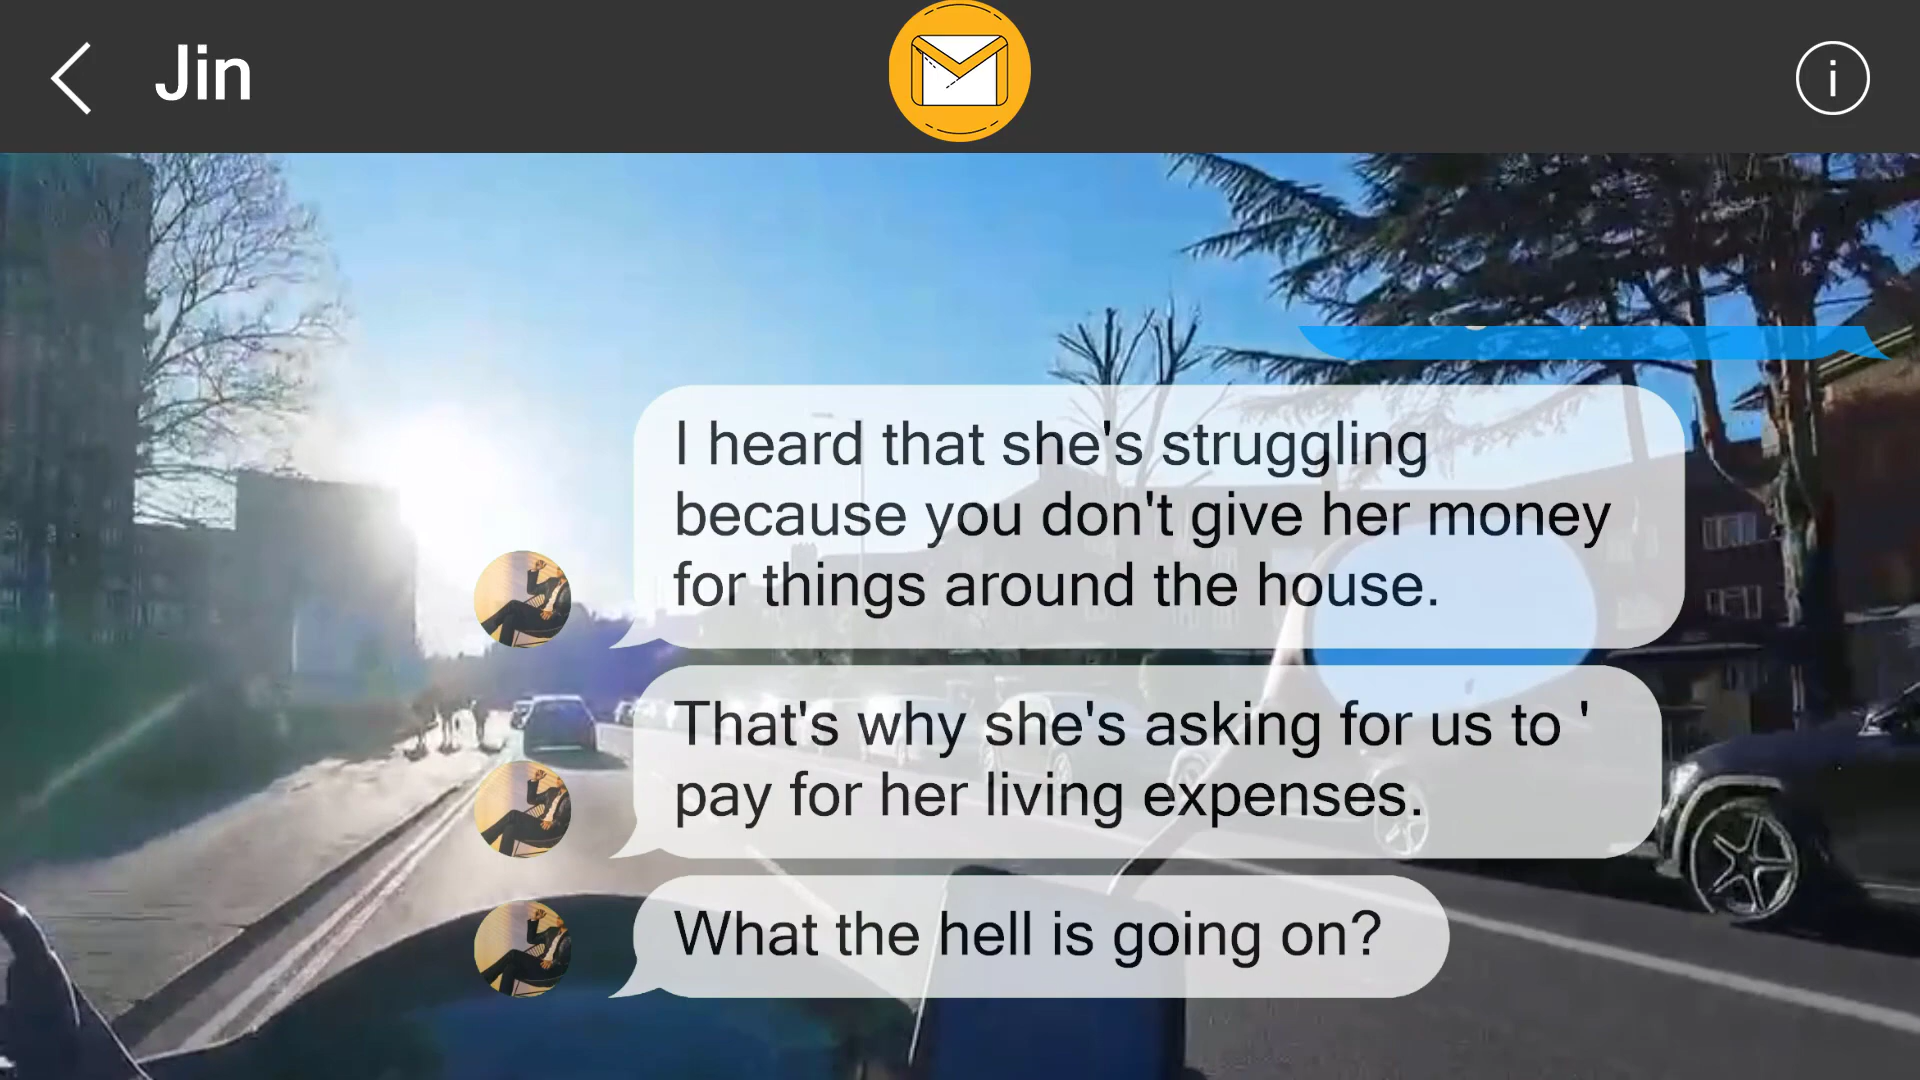 Jin
i
I heard that she's struggling
because you don't give her money
for things around the house.
That's why she's asking for us to '
pay for her living expenses.
What the hell is going on?